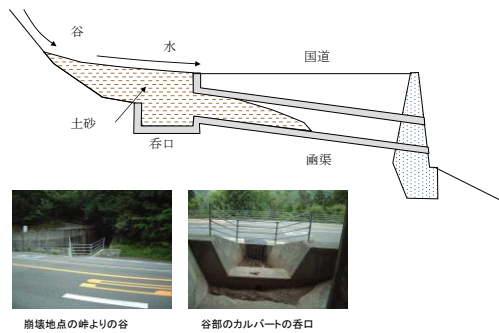 谷
水
国道
土砂
呑口
函渠
崩壊地点の峠よりの谷
谷部のカルバートの呑口